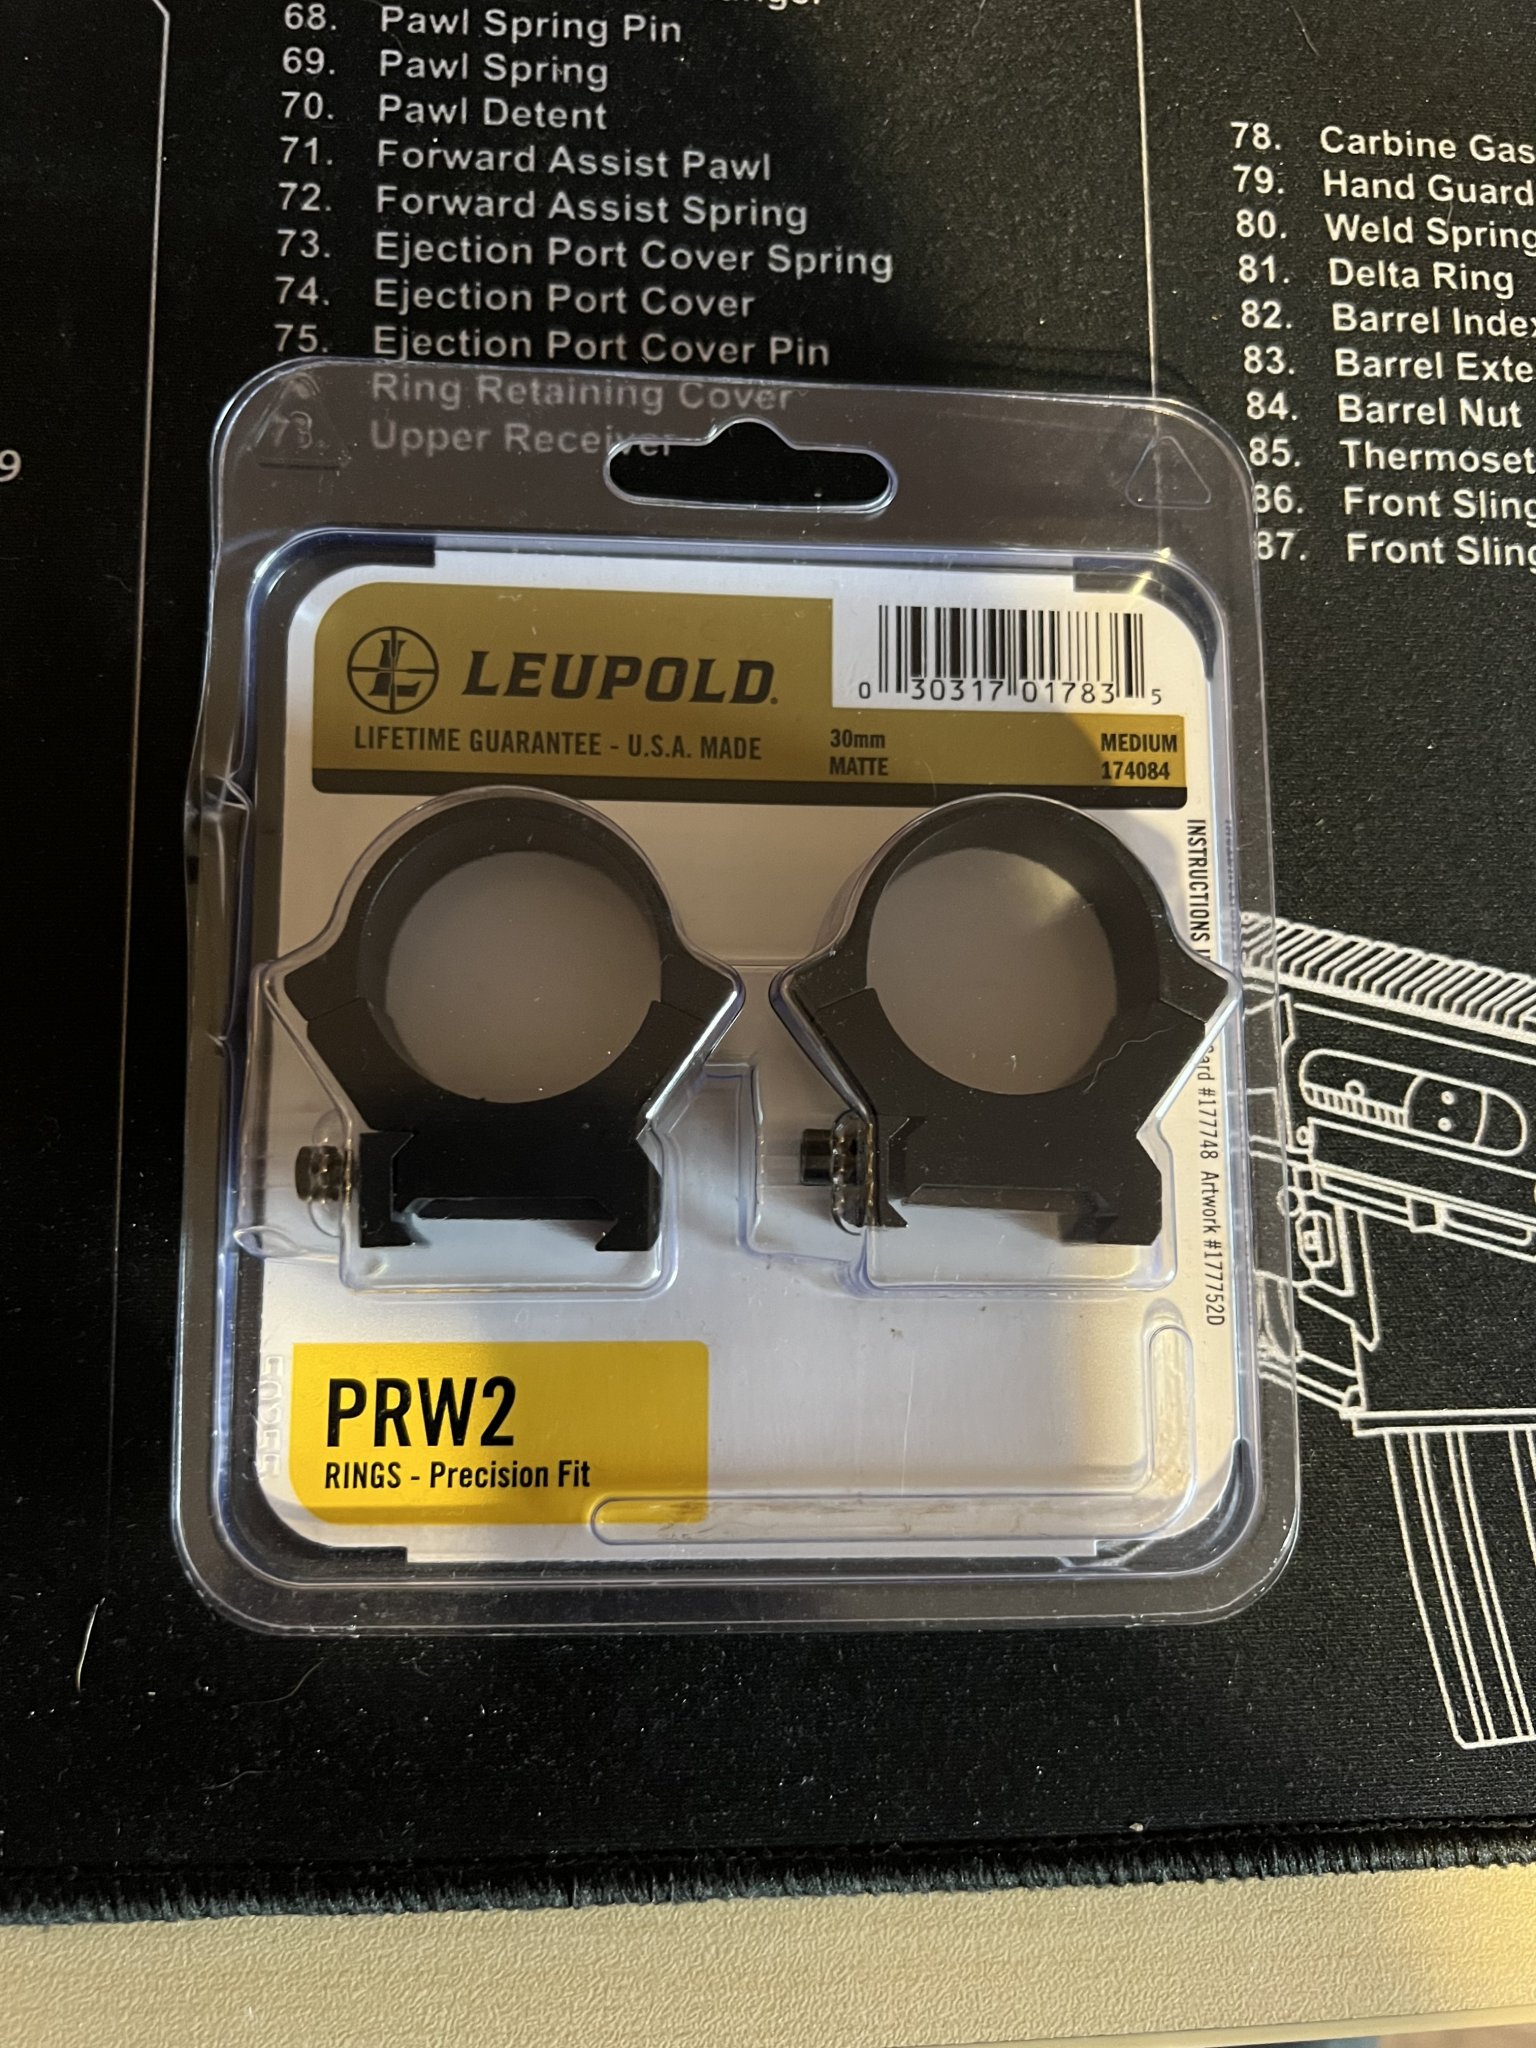 68. Pawl Spring Pin
69. Pawl Spring
70. Pawl Detent
71. Forward Assist Pawl
72. Forward Assist Spring
73. Ejection Port Cover Spring
74. Ejection Port Cover
75. Ejection Port Cover Pin
Ring Retaining Cover
Upper Receiver
78. Carbine Gas
79. Hand Guard
80. Weld Spring
81. Delta Ring
82. Barrel
83. Barrel
84. Barrel Nut
85. Thermoset
86. Front Sling
87. Front Sling
9
LEUPOLD
LIFETIME GUARANTEE - U.S.A. MADE
0 30317 01783 5
30mm
MATTE
MEDIUM
174084
INSTRUCTIONS
Card #177748 Artwork #177752D
PRW2
RINGS - Precision Fit